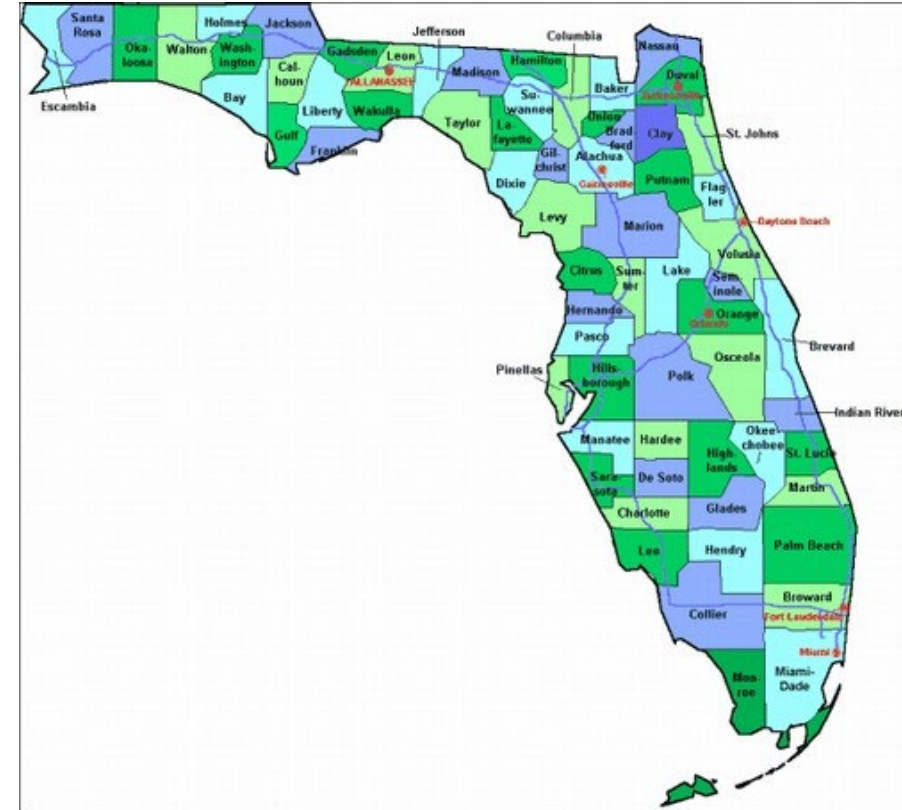 Santa
Rosa
Oka-
loosa
Walton
Holmes
Wash-
ington
Jackson
Escambia
Bay
Cal-
houn
Gulf
Liberty
Gadsden
Leon
TALLAHASSEE
Wakulla
Franklin
Jefferson
Madison
Taylor
Hamilton
Su-
wannee
La-
fayette
Columbia
Dixie
Gil-
christ
Baker
Union
Brad-
ford
Alachua
Gainesville
Nassau
Duval
Jacksonville
Clay
St. Johns
Putnam
Flag
ler
Levy
Marion
Daytona Beach
Volusia
Citrus
Sum-
ter
Lake
Sem-
inole
Hernando
Orange
Orlando
Pasco
Brevard
Pinellas
Hills-
borough
Polk
Osceola
Indian River
Manatee
Hardee
High-
lands
Okee-
chobee
St. Lucie
Sara-
sota
De Soto
Martin
Charlotte
Glades
Lee
Hendry
Palm Beach
Collier
Broward
Fort Lauderdale
Miami
Mon-
roe
Miami-
Dade